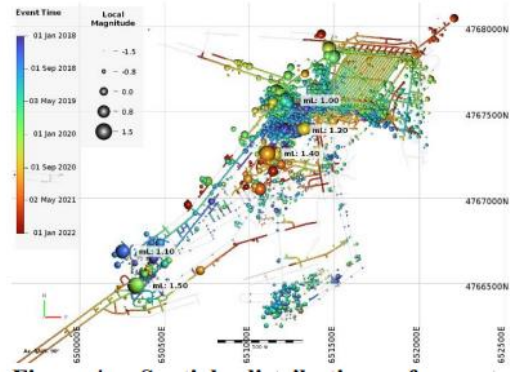 Event Time
Local
Magnitude
01 Jan 2018
01 Sep 2018
03 May 2019
01 Jan 2020
01 Sep 2020
02 May 2021
01 Jan 2022
-1.5
-0.8
0.0
0.8
1.5
4768000N
4767500N
4767000N
4766500N
mL: 1.00
mL: 1.20
mL: 1.40
mL: 1.10
mL: 1.50
650000E
650500E
651000E
651500E
652000E
652500E
500 m